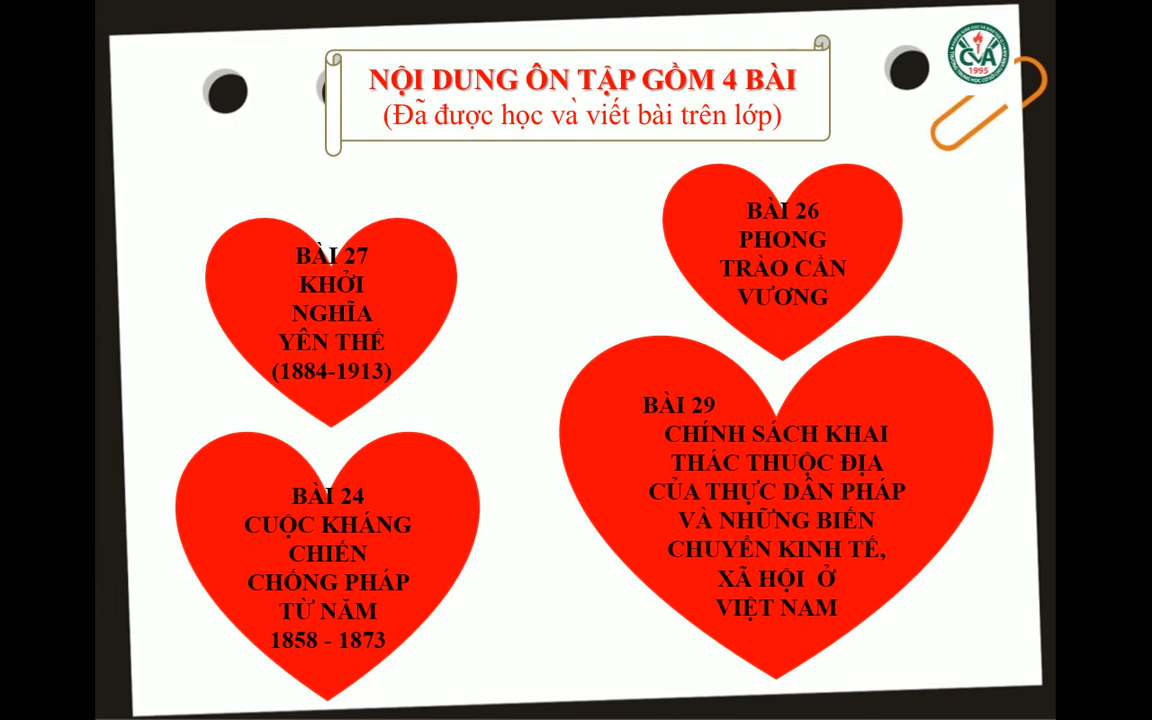 NỘI DUNG ÔN TẬP GỒM 4 BÀI
(Đã được học và viết bài trên lớp)
CVA
1995
BÀI 27
KHỞI
NGHĨA
YÊN THẾ
(1884-1913)
BÀI 26
PHONG
TRÀO CẦN
VƯƠNG
BÀI 24
CUỘC KHÁNG
CHIẾN
CHỐNG PHÁP
TỪ NĂM
1858 - 1873
BÀI 29
CHÍNH SÁCH KHAI
THÁC THUỘC ĐỊA
CỦA THỰC DÂN PHÁP
VÀ NHỮNG BIẾN
CHUYỂN KINH TẾ,
XÃ HỘI Ở
VIỆT NAM